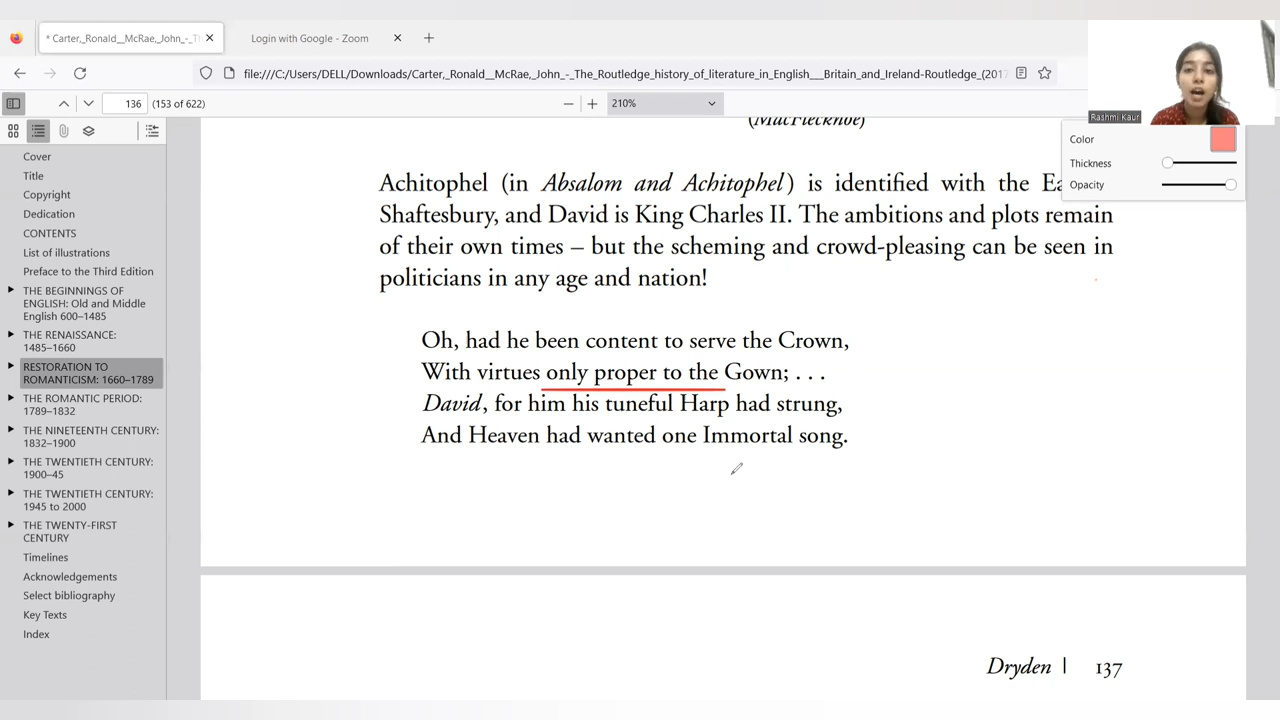 * Carter,_Ronald__McRae,_John_-_Th
Login with Google - Zoom
file:///C:/Users/DELL/Downloads/Carter,_Ronald__McRae,_John_-_The_Routledge_history_of_literature_in_English___Britain_and_Ireland-Routledge_(2017
136 (153 of 622)
210%
Rashmi Kaur
Color
Thickness
Opacity
Cover
Title
Copyright
Dedication
CONTENTS
List of illustrations
Preface to the Third Edition
THE BEGINNINGS OF
ENGLISH: Old and Middle
English 600–1485
THE RENAISSANCE:
1485–1660
RESTORATION TO
ROMANTICISM: 1660–1789
THE ROMANTIC PERIOD:
1789–1832
THE NINETEENTH CENTURY:
1832–1900
THE TWENTIETH CENTURY:
1900–45
THE TWENTIETH CENTURY:
1945 to 2000
THE TWENTY-FIRST
CENTURY
Timelines
Acknowledgements
Select bibliography
Key Texts
Index
(MacFlecknoe)
Achitophel (in Absalom and Achitophel) is identified with the Ea
Shaftesbury, and David is King Charles II. The ambitions and plots remain
of their own times – but the scheming and crowd-pleasing can be seen in
politicians in any age and nation!
Oh, had he been content to serve the Crown,
With virtues only proper to the Gown; . . .
David, for him his tuneful Harp had strung,
And Heaven had wanted one Immortal song.
Dryden | 137